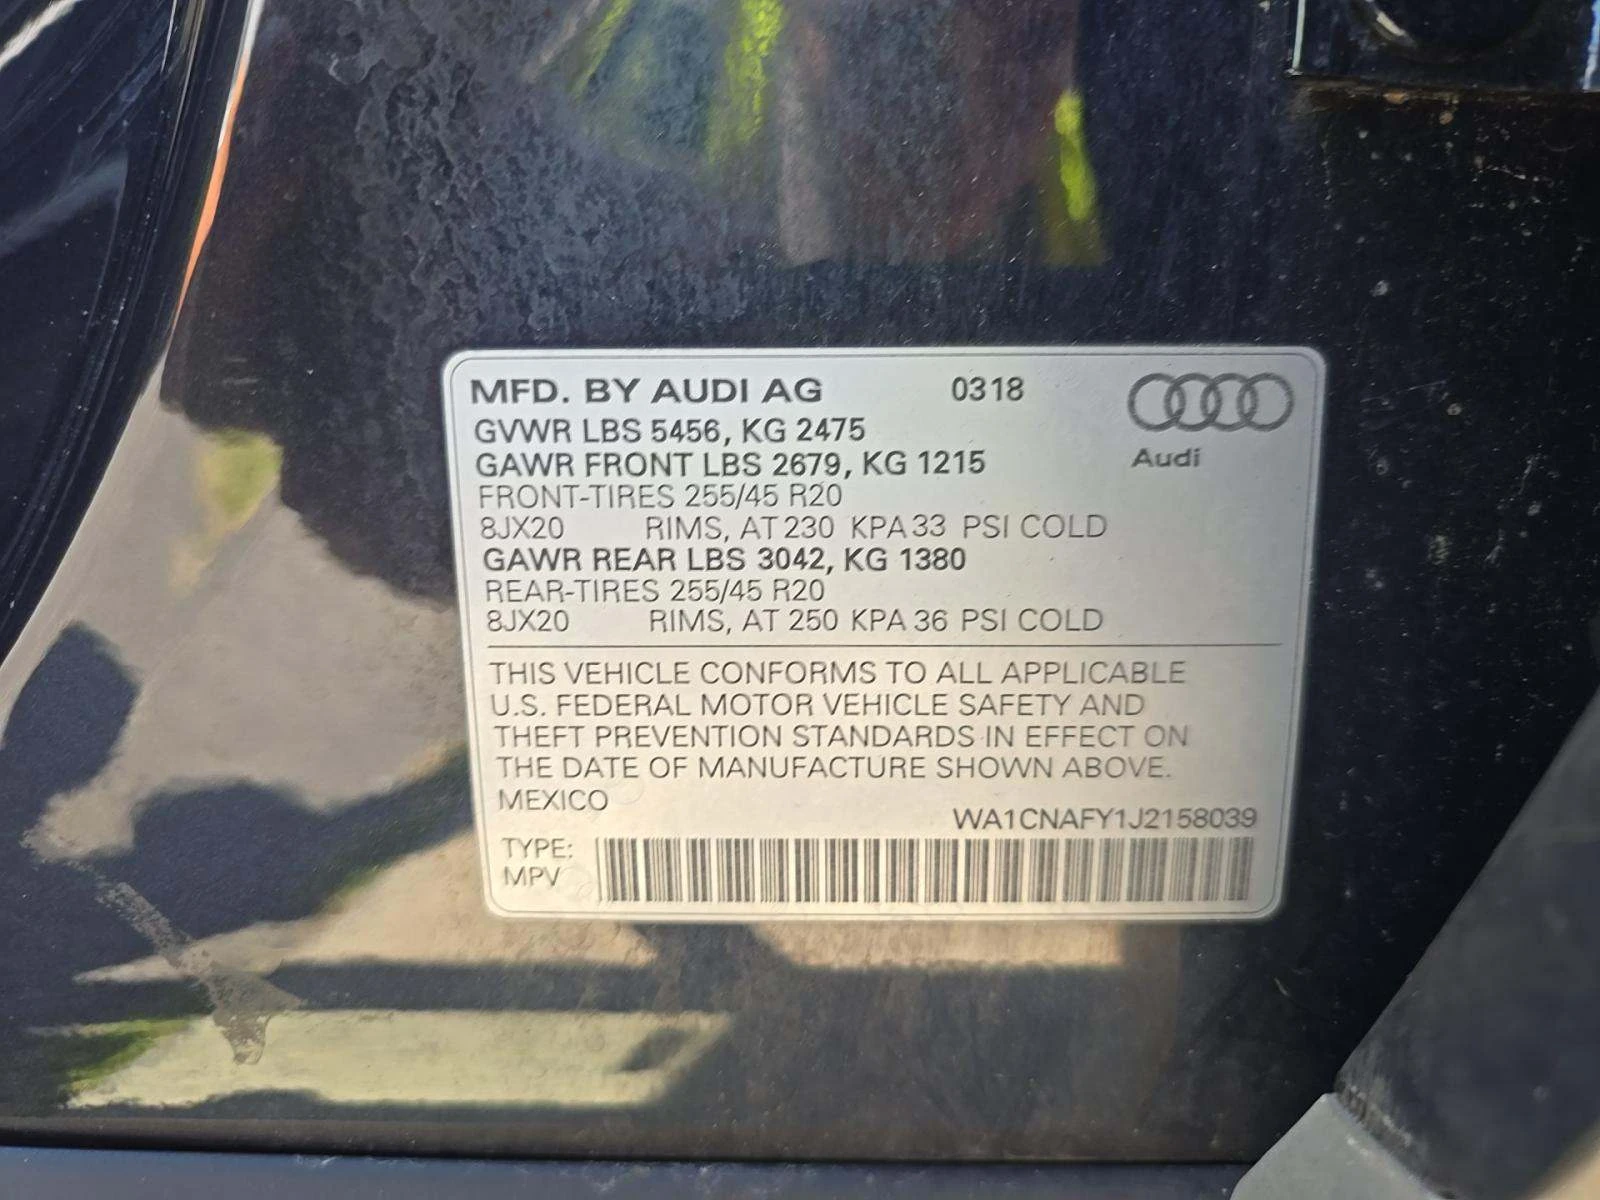 MFD. BY AUDI AG 0318
GVWR LBS 5456, KG 2475
GAWR FRONT LBS 2679, KG 1215
Audi
FRONT-TIRES 255/45 R20
8JX20 RIMS, AT 230 KPA 33 PSI COLD
GAWR REAR LBS 3042, KG 1380
REAR-TIRES 255/45 R20
8JX20 RIMS, AT 250 KPA 36 PSI COLD
THIS VEHICLE CONFORMS TO ALL APPLICABLE
U.S. FEDERAL MOTOR VEHICLE SAFETY AND
THEFT PREVENTION STANDARDS IN EFFECT ON
THE DATE OF MANUFACTURE SHOWN ABOVE.
MEXICO
WA1CNAFY1J2158039
TYPE:
MPV